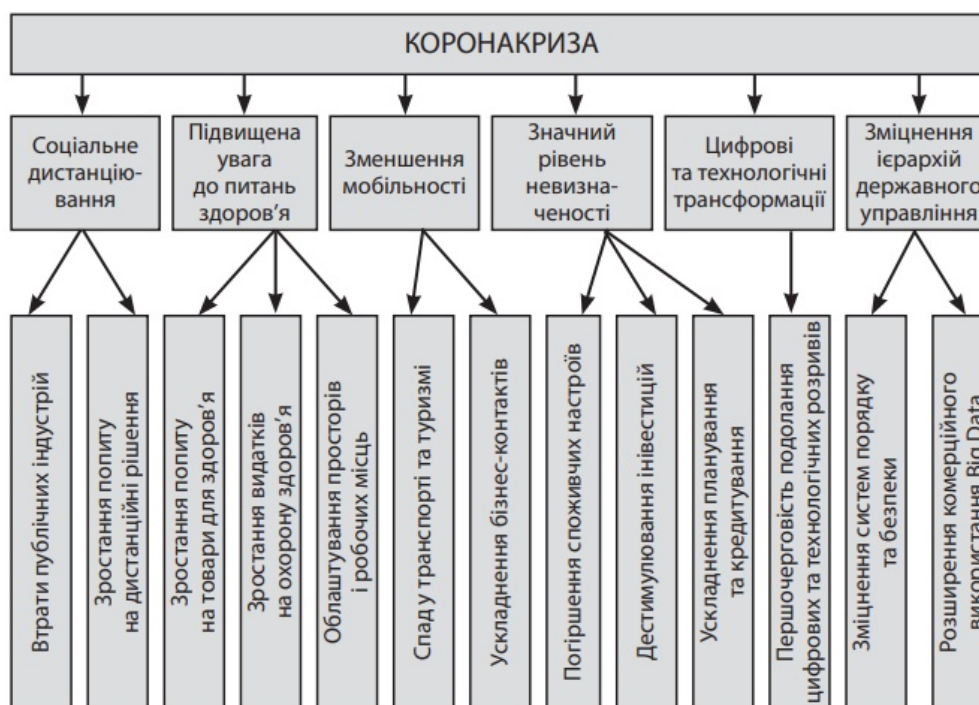 КОРОНАКРИЗА
Соціальне
дистанцію-
вання
Підвищена
увага
до питань
здоров’я
Зменшення
мобільності
Значний
рівень
невизна-
ченості
Цифрові
та технологічні
трансформації
Зміцнення
ієрархій
державного
управління
Втрати публічних індустрій
Зростання попиту
на дистанційні рішення
Зростання попиту
на товари для здоров’я
Зростання видатків
на охорону здоров’я
Облаштування просторів
і робочих місць
Спад у транспорті та туризмі
Ускладнення бізнес-контактів
Погіршення споживчих настроїв
Дестимулювання інівестицій
Ускладнення планування
та кредитування
Першочерговість подолання
цифрових та технологічних розривів
Зміцнення систем порядку
та безпеки
Розширення комерційного
використання Big Data